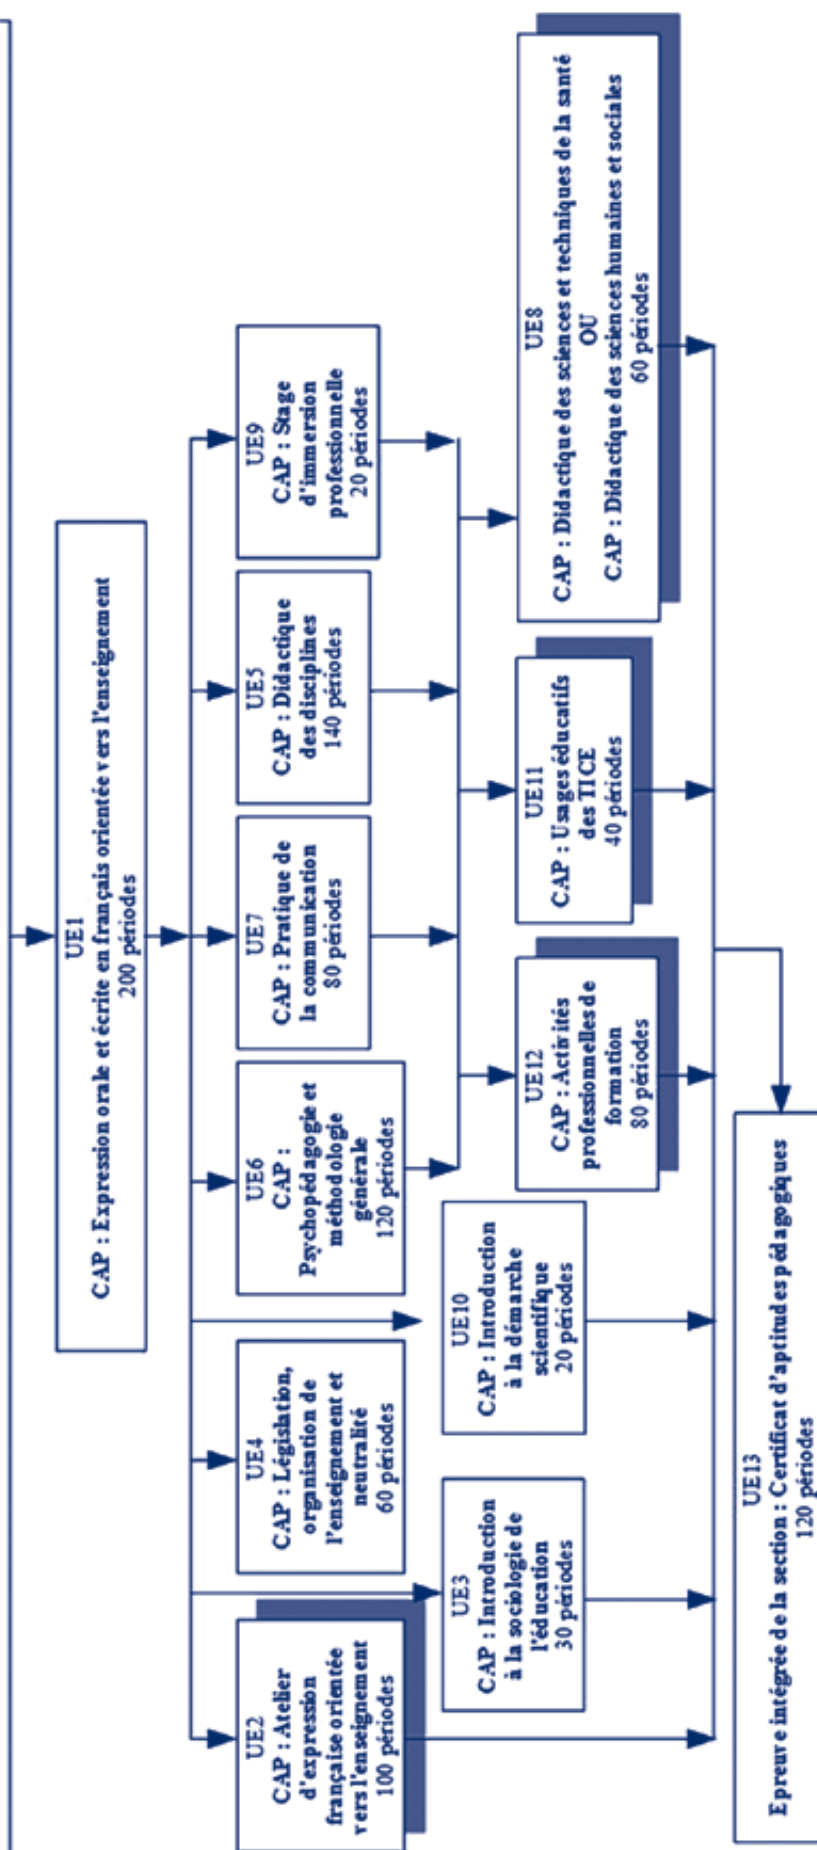 UE1
CAP : Expression orale et écrite en français orientée vers l'enseignement
200 périodes
UE2
CAP : Atelier
d'expression
française orientée
vers l'enseignement
100 périodes
UE4
CAP : Législation,
organisation de
l'enseignement et
neutralité
60 périodes
UE6
CAP :
Psychopédagogie et
méthodologie
générale
120 périodes
UE7
CAP : Pratique de
la communication
80 périodes
UE5
CAP : Didactique
des disciplines
140 périodes
UE9
CAP : Stage
d'immersion
professionnelle
20 périodes
UE3
CAP : Introduction
à la sociologie de
l'éducation
30 périodes
UE10
CAP : Introduction
à la démarche
scientifique
20 périodes
UE12
CAP : Activités
professionnelles de
formation
80 périodes
UE11
CAP : Usages éducatifs
des TICE
40 périodes
UE8
CAP : Didactique des sciences et techniques de la santé
OU
CAP : Didactique des sciences humaines et sociales
60 périodes
UE13
Epreuve intégrée de la section : Certificat d'aptitudes pédagogiques
120 périodes